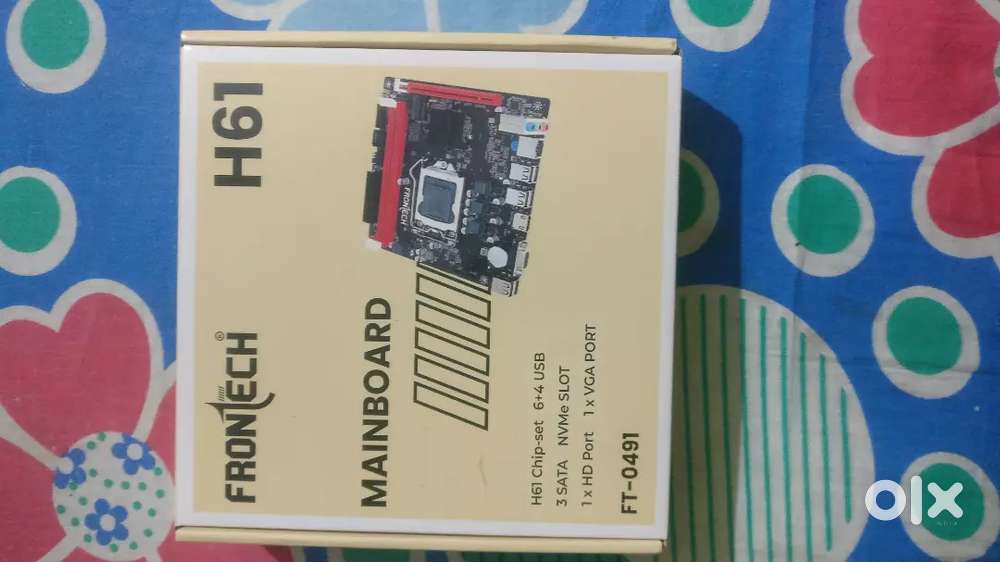 FRONTECH®
H61
MAINBOARD
FRONTECH
H61 Chip-set 6+4 USB
3 SATA NVMe SLOT
1 x HD Port 1 x VGA PORT
FT-0491
olx